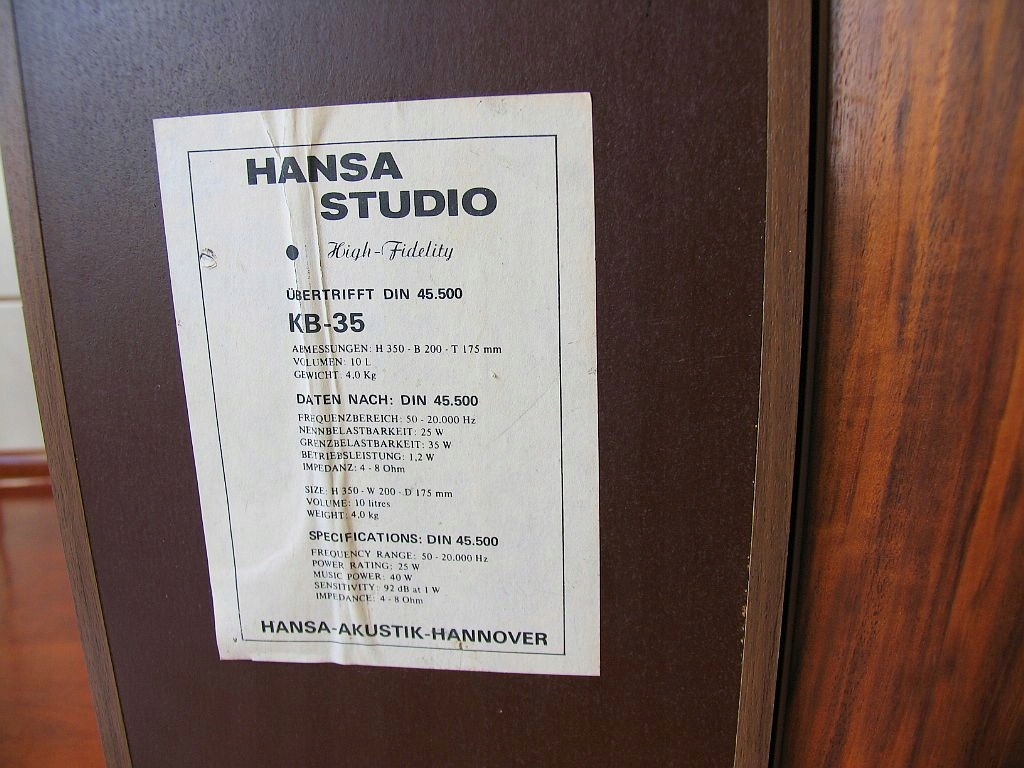 HANSA
STUDIO
High-Fidelity
ÜBERTRIFFT DIN 45.500
KB-35
ABMESSUNGEN: H 350 - B 200 - T 175 mm
VOLUMEN: 10 L
GEWICHT: 4,0 Kg
DATEN NACH: DIN 45.500
FREQUENZBEREICH: 50 - 20.000 Hz
NENNBELASTBARKEIT: 25 W
GRENZBELASTBARKEIT: 35 W
BETRIEBSLEISTUNG: 1,2 W
IMPEDANZ: 4 - 8 Ohm
SIZE: H 350 - W 200 - D 175 mm
VOLUME: 10 litres
WEIGHT: 4,0 kg
SPECIFICATIONS: DIN 45.500
FREQUENCY RANGE: 50 - 20.000 Hz
POWER RATING: 25 W
MUSIC POWER: 40 W
SENSITIVITY: 92 dB at 1 W
IMPEDANCE: 4 - 8 Ohm
HANSA-AKUSTIK-HANNOVER